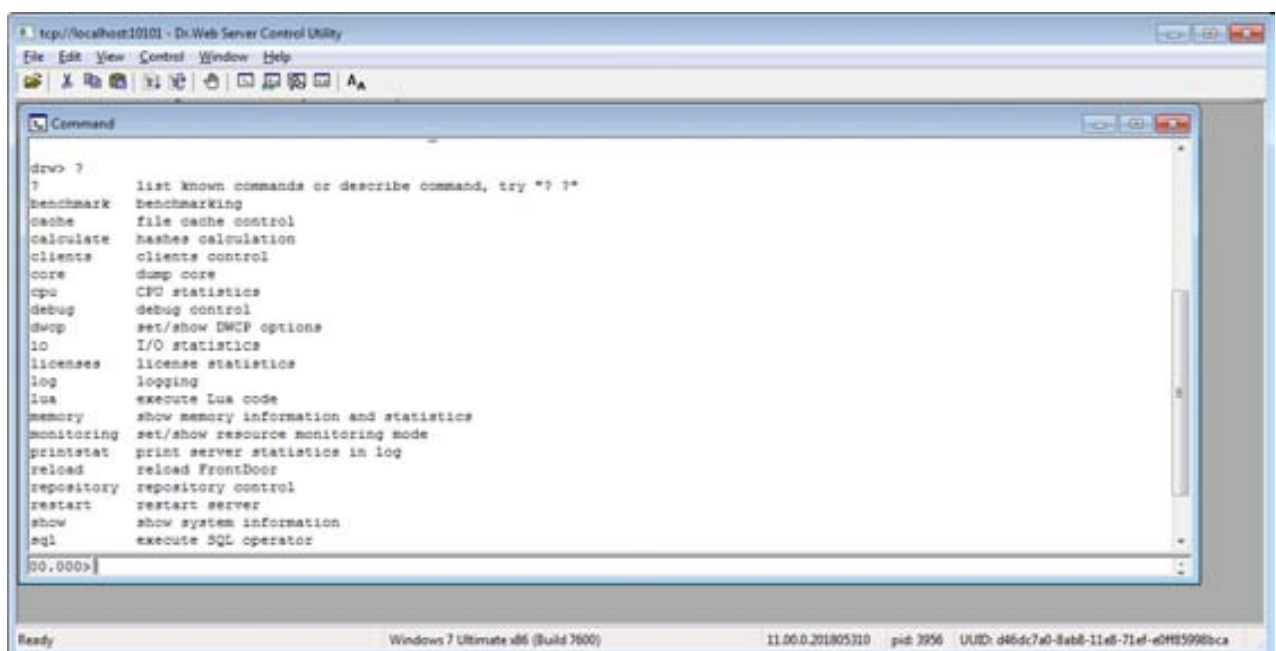 tcp://localhost:10101 - Dr.Web Server Control Utility
File Edit View Control Window Help
Command
drw> ?
? list known commands or describe command, try "? ?"
benchmark benchmarking
cache file cache control
calculate hashes calculation
clients clients control
core dump core
cpu CPU statistics
debug debug control
dwcp set/show DWCP options
io I/O statistics
licenses license statistics
log logging
lua execute Lua code
memory show memory information and statistics
monitoring set/show resource monitoring mode
printstat print server statistics in log
reload reload FrontDoor
repository repository control
restart restart server
show show system information
sql execute SQL operator
00.000>
Ready Windows 7 Ultimate x86 (Build 7600) 11.00.0.201805310 pid: 3956 UUID: d46dc7a0-8ab8-11e8-71ef-e0ff85998bca